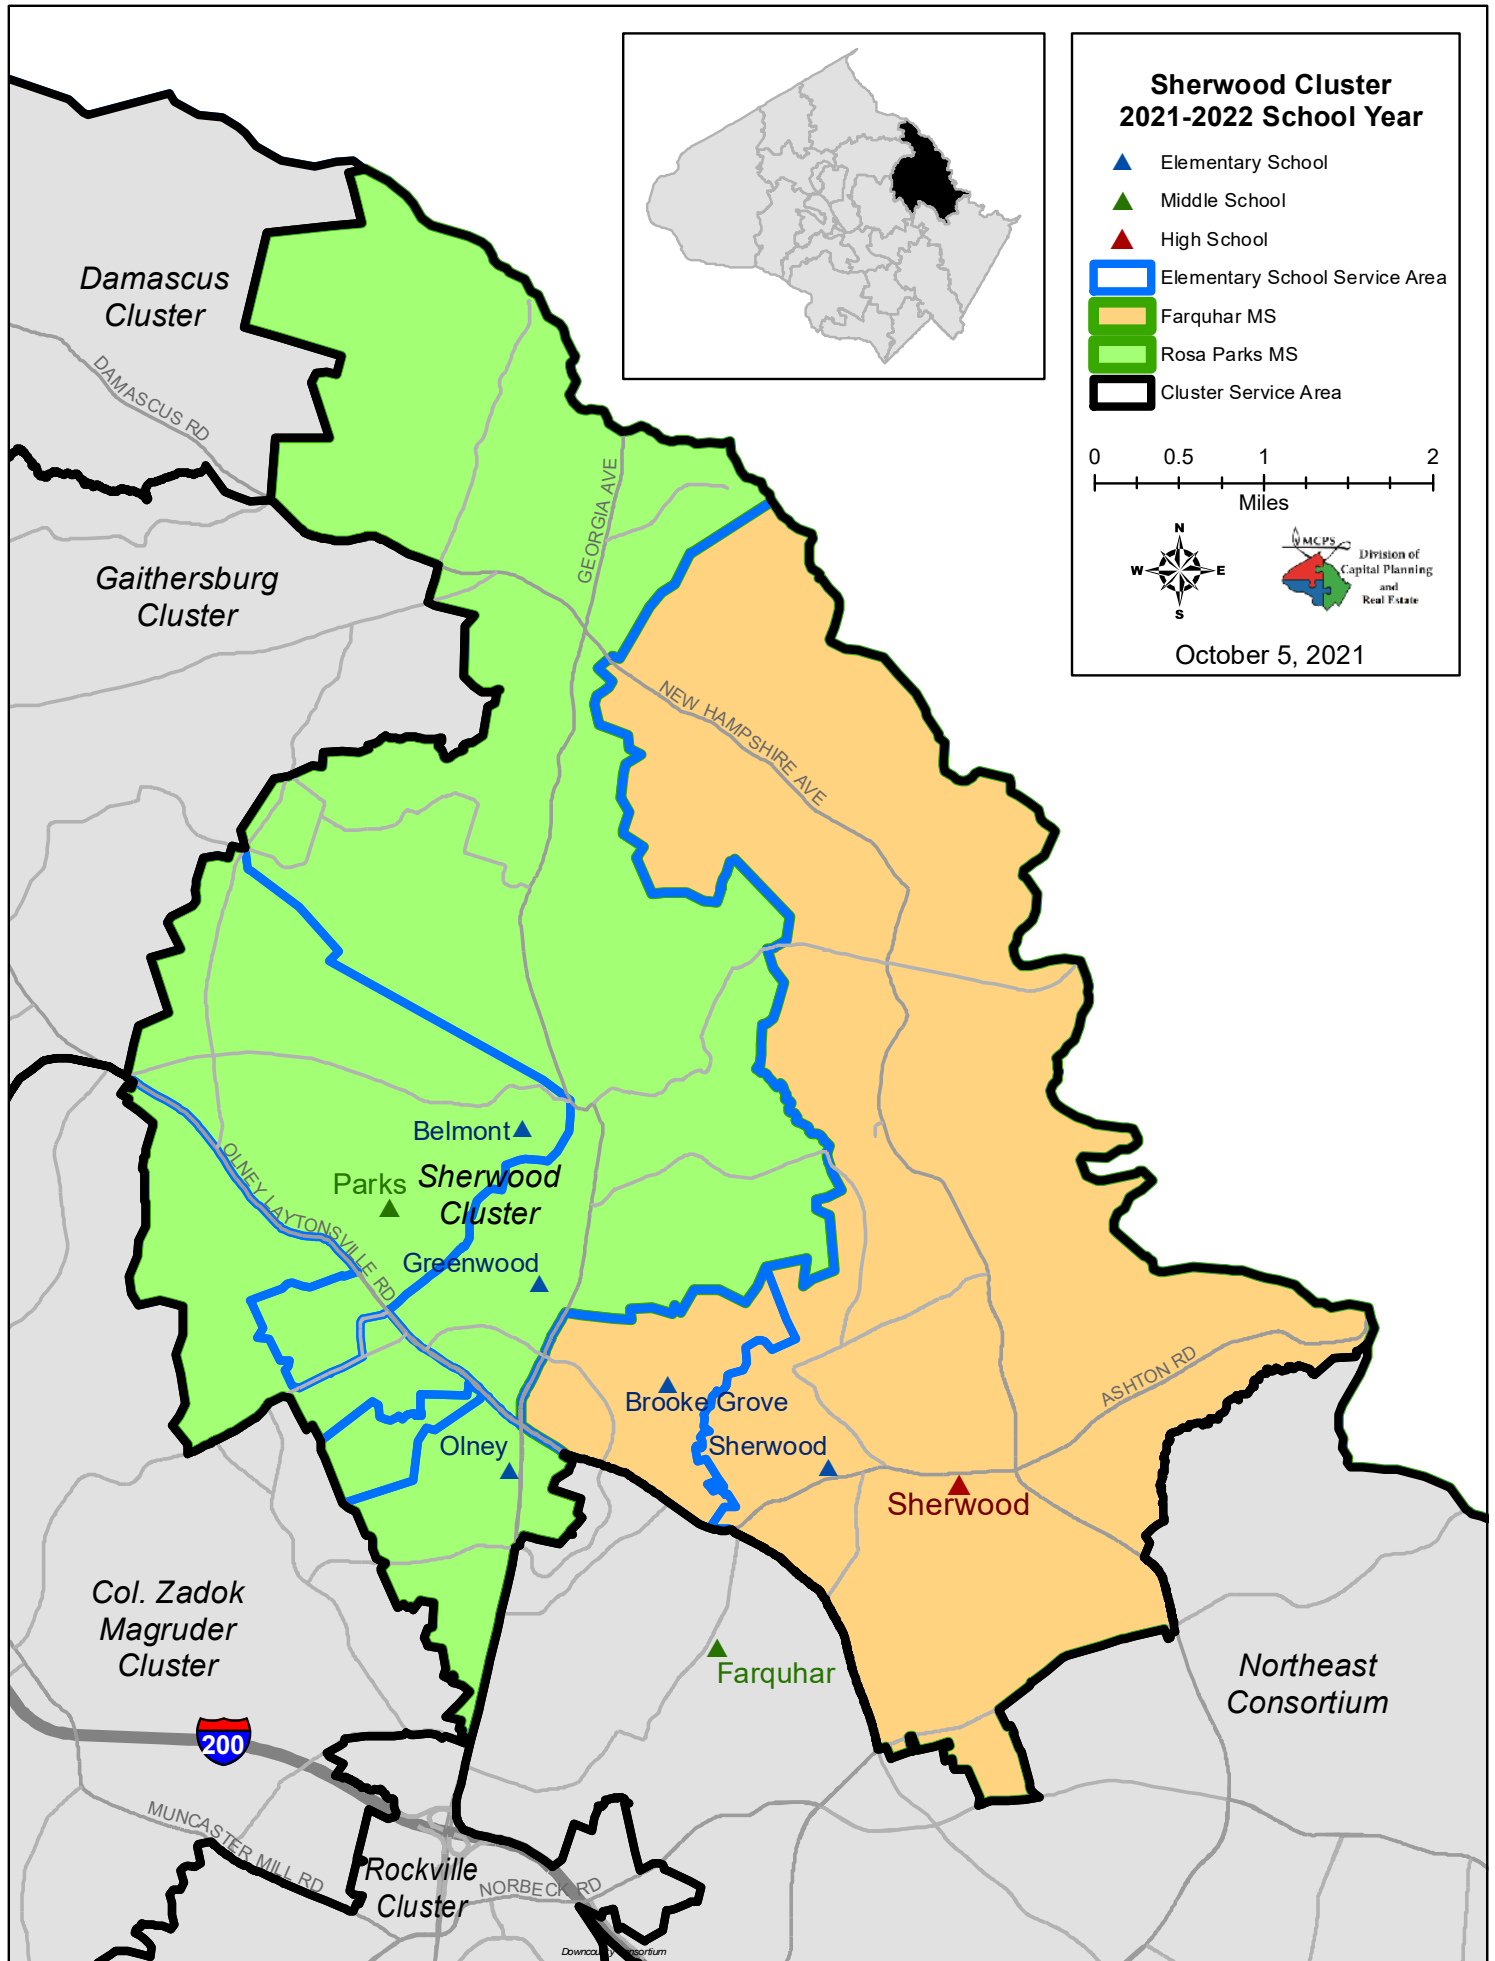 Sherwood Cluster
2021-2022 School Year
Elementary School
Middle School
High School
Elementary School Service Area
Farquhar MS
Rosa Parks MS
Cluster Service Area
0 0.5 1 2
Miles
N
W E
S
MCPS
Division of
Capital Planning
and
Real Estate
October 5, 2021
Damascus
Cluster
DAMASCUS RD
GEORGIA AVE
Gaithersburg
Cluster
NEW HAMPSHIRE AVE
Belmont
Parks
Sherwood
Cluster
OLNEY LAYTONSVILLE RD
Greenwood
Brooke Grove
ASHTON RD
Olney
Sherwood
Sherwood
Col. Zadok
Magruder
Cluster
Farquhar
Northeast
Consortium
200
MUNCASTER MILL RD
Rockville
Cluster
NORBECK RD
Downcounty Consortium